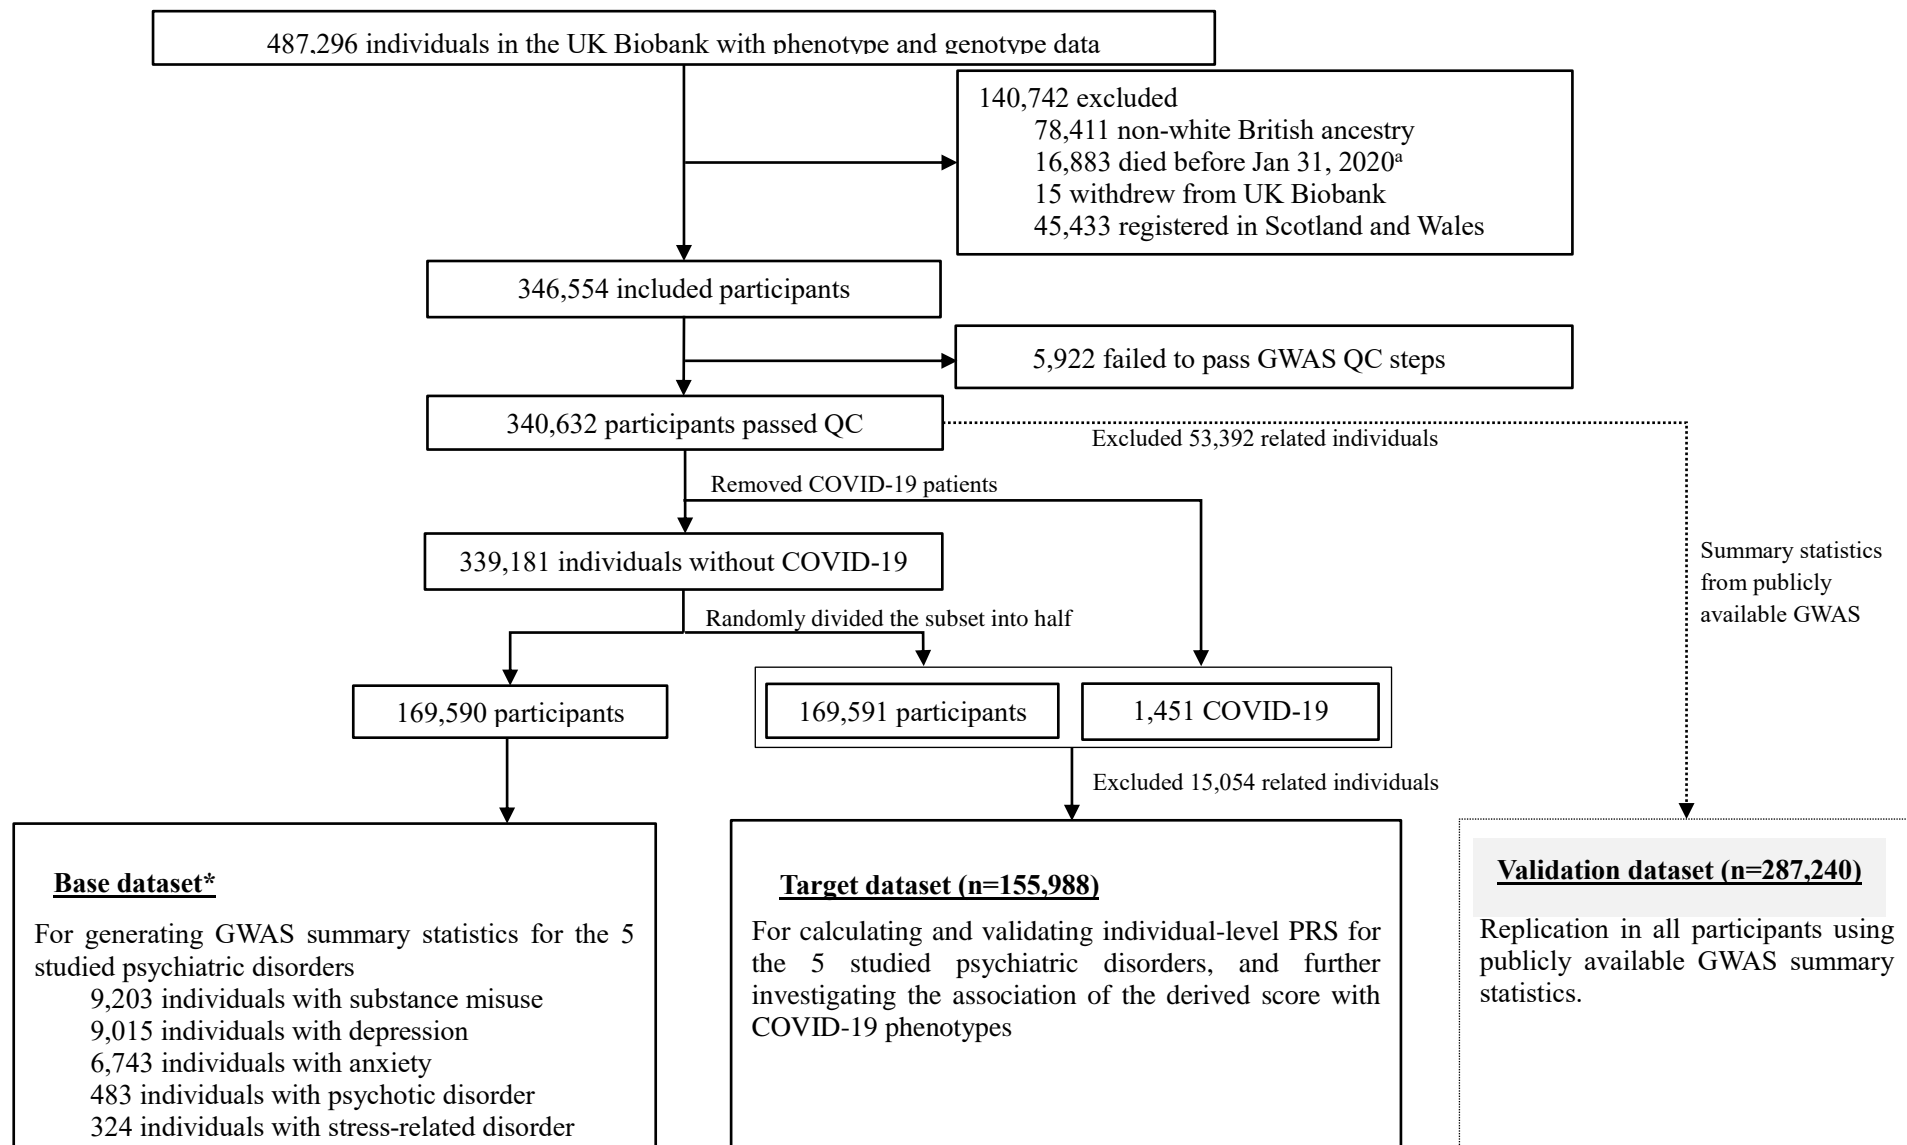 487,296 individuals in the UK Biobank with phenotype and genotype data
140,742 excluded
78,411 non-white British ancestry
16,883 died before Jan 31, 2020ᵃ
15 withdrew from UK Biobank
45,433 registered in Scotland and Wales
346,554 included participants
5,922 failed to pass GWAS QC steps
340,632 participants passed QC
Excluded 53,392 related individuals
Removed COVID-19 patients
339,181 individuals without COVID-19
Summary statistics
from publicly
available GWAS
Randomly divided the subset into half
169,590 participants
169,591 participants
1,451 COVID-19
Excluded 15,054 related individuals
Base dataset*
For generating GWAS summary statistics for the 5
studied psychiatric disorders
9,203 individuals with substance misuse
9,015 individuals with depression
6,743 individuals with anxiety
483 individuals with psychotic disorder
324 individuals with stress-related disorder
Target dataset (n=155,988)
For calculating and validating individual-level PRS for
the 5 studied psychiatric disorders, and further
investigating the association of the derived score with
COVID-19 phenotypes
Validation dataset (n=287,240)
Replication in all participants using
publicly available GWAS summary
statistics.